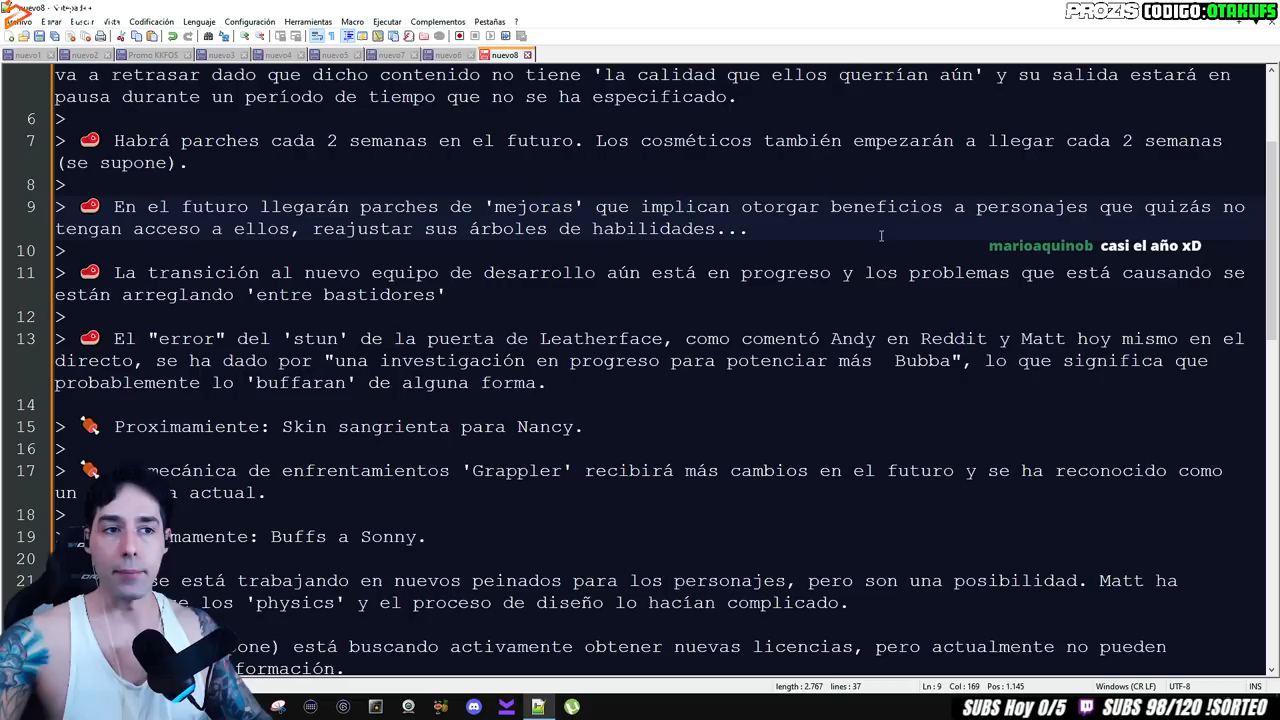 PROZIS CODIGO:OTAKUFS
Buscar Vista Codificación Lenguaje Configuración Herramientas Macro Ejecutar Complementos Pestañas ?
nuevo1 nuevo2 Promo KKFOS nuevo3 nuevo4 nuevo5 nuevo7 nuevo6 nuevo8
va a retrasar dado que dicho contenido no tiene 'la calidad que ellos querrían aún' y su salida estará en
pausa durante un período de tiempo que no se ha especificado.
6 >
7 > Habrá parches cada 2 semanas en el futuro. Los cosméticos también empezarán a llegar cada 2 semanas
(se supone).
8 >
9 > En el futuro llegarán parches de 'mejoras' que implican otorgar beneficios a personajes que quizás no
tengan acceso a ellos, reajustar sus árboles de habilidades...
marioaquinob casi el año xD
10 >
11 > La transición al nuevo equipo de desarrollo aún está en progreso y los problemas que está causando se
están arreglando 'entre bastidores'
12 >
13 > El "error" del 'stun' de la puerta de Leatherface, como comentó Andy en Reddit y Matt hoy mismo en el
directo, se ha dado por "una investigación en progreso para potenciar más Bubba", lo que significa que
probablemente lo 'buffaran' de alguna forma.
14
15 > Proximamiente: Skin sangrienta para Nancy.
16 >
17 > mecánica de enfrentamientos 'Grappler' recibirá más cambios en el futuro y se ha reconocido como
un actual.
18 >
19 mamente: Buffs a Sonny.
20
21 se está trabajando en nuevos peinados para los personajes, pero son una posibilidad. Matt ha
e los 'physics' y el proceso de diseño lo hacían complicado.
one) está buscando activamente obtener nuevas licencias, pero actualmente no pueden
formación.
length : 2.767 lines : 37 Ln : 9 Col : 169 Pos : 1.145 Windows (CR LF) UTF-8 INS
SUBS Hoy 0/5 SUBS 98/120 !SORTEO